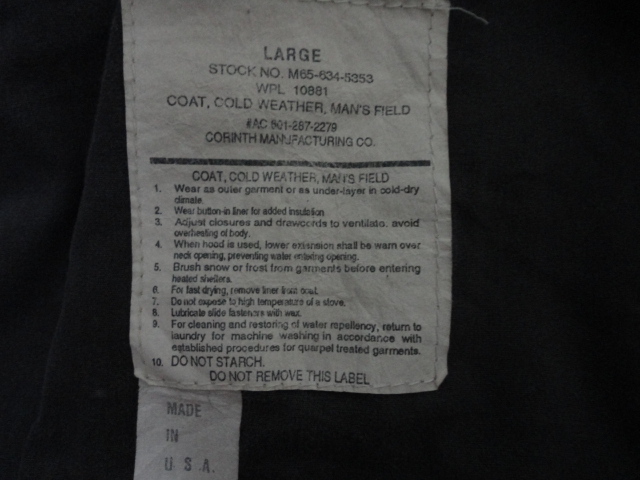 LARGE
STOCK NO. M65-634-5353
WPL 10881
COAT, COLD WEATHER, MAN'S FIELD
#AC 801-287-2279
CORINTH MANUFACTURING CO.
COAT, COLD WEATHER, MAN'S FIELD
1. Wear as outer garment or as under-layer in cold-dry
climate.
2. Wear button-in liner for added insulation
3. Adjust closures and drawcords to ventilate. avoid
overheating of body.
4. When hood is used, lower extension shall be warn over
neck opening, preventing water entering opening.
5. Brush snow or frost from garments before entering
heated shelters.
6. For fast drying, remove liner from coat.
7. Do not expose to high temperature of a stove.
8. Lubricate slide fasteners with wax.
9. For cleaning and restoring of water repellency, return to
laundry for machine washing in accordance with
established procedures for quarpel treated garments.
10. DO NOT STARCH.
DO NOT REMOVE THIS LABEL
MADE
IN
U S A.